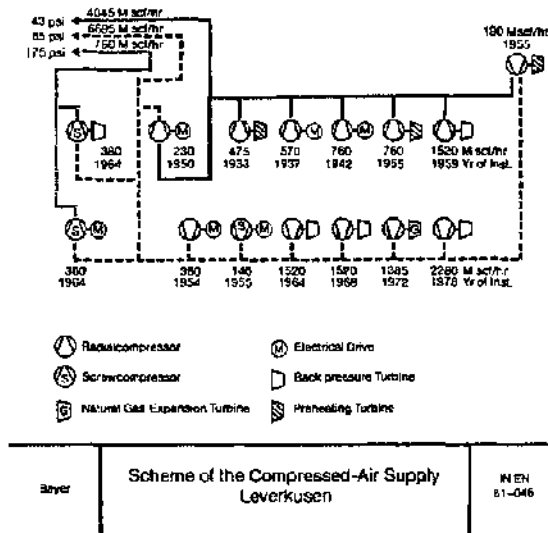 43 psi 4045 M scf/hr
85 psi 6695 M scf/hr
175 psi 760 M scf/hr
190 M scf/hr
1955
S M M M
380 230 475 570 760 760 1520 M scf/hr
1964 1950 1933 1937 1942 1955 1959 Yr of Inst.
S M M S M G
380 380 146 1520 1520 1385 2280 M scf/hr
1964 1954 1955 1964 1968 1972 1978 Yr of Inst.
Radialcompressor M Electrical Drive
S Screwcompressor Back pressure Turbine
G Natural Gas Expansion Turbine Preheating Turbine
Bayer Scheme of the Compressed-Air Supply IN EN
Leverkusen 81-046